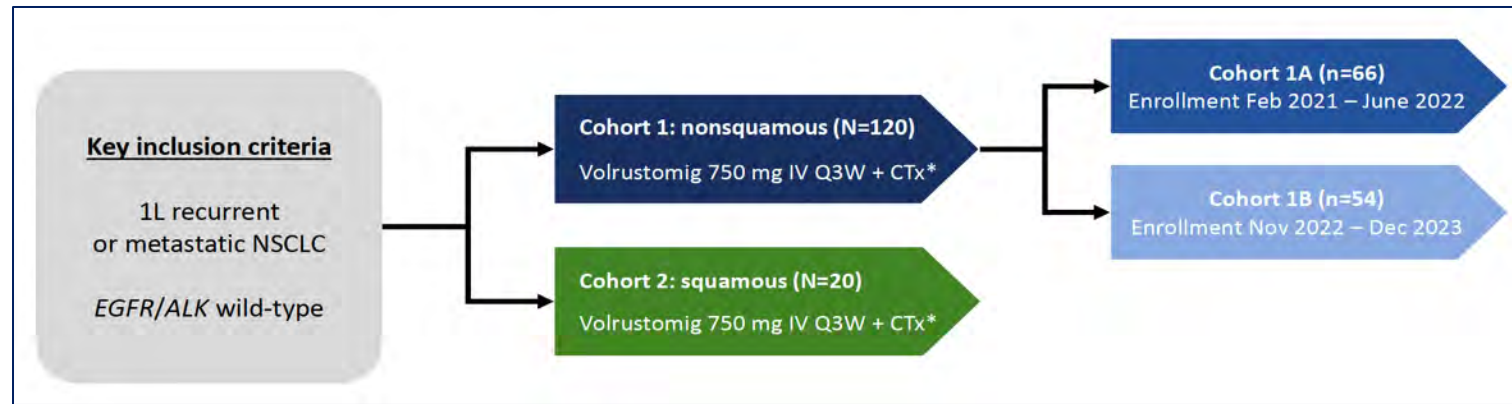 Key inclusion criteria
1L recurrent
or metastatic NSCLC
EGFR/ALK wild-type
Cohort 1: nonsquamous (N=120)
Volrustomig 750 mg IV Q3W + CTx*
Cohort 2: squamous (N=20)
Volrustomig 750 mg IV Q3W + CTx*
Cohort 1A (n=66)
Enrollment Feb 2021 – June 2022
Cohort 1B (n=54)
Enrollment Nov 2022 – Dec 2023